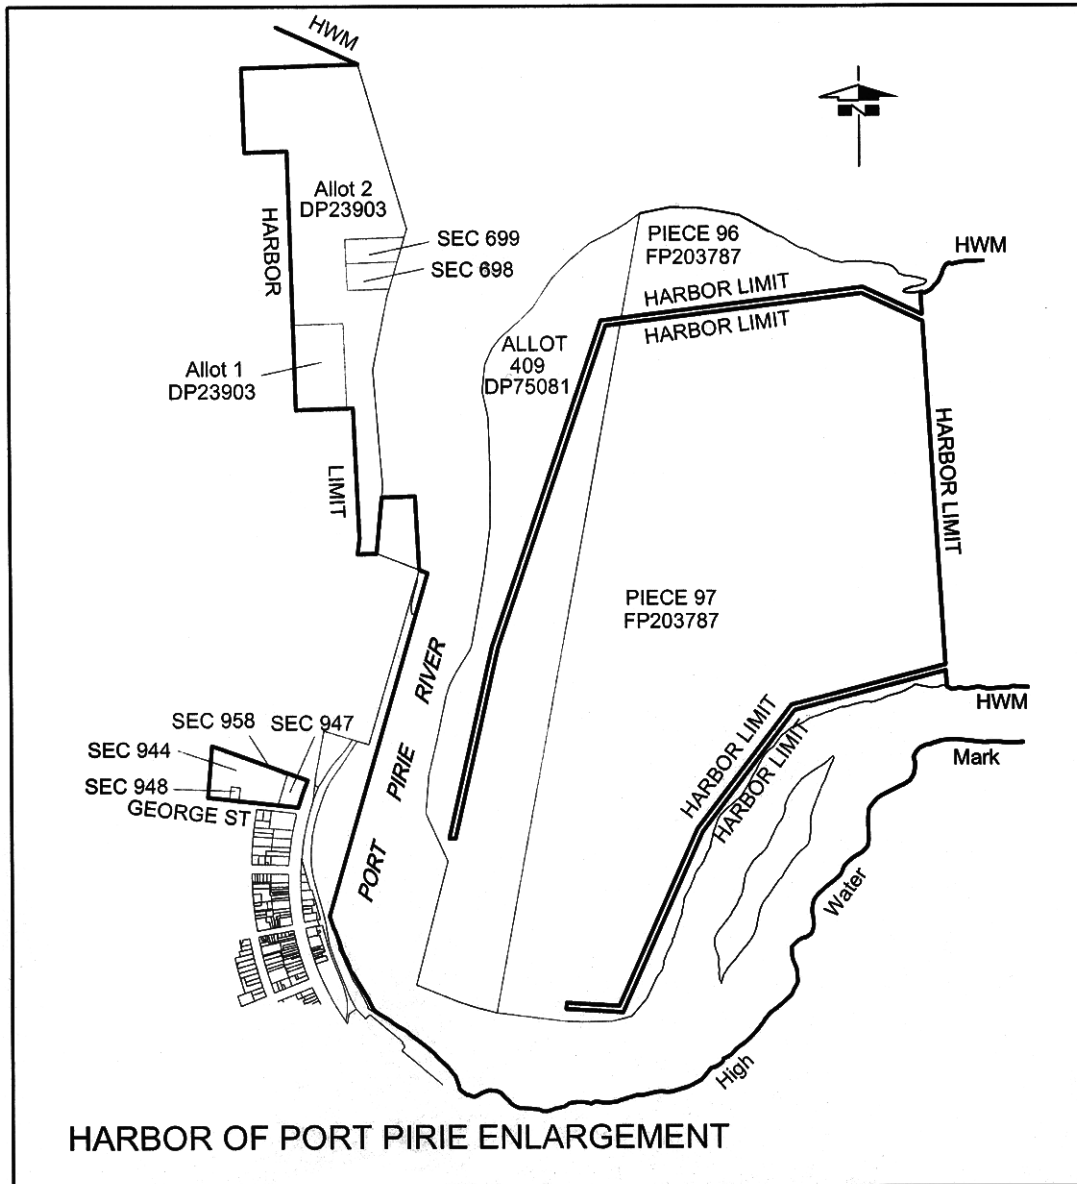 HWM
Allot 2
DP23903
HARBOR
SEC 699
SEC 698
Allot 1
DP23903
LIMIT
N
PIECE 96
FP203787
HWM
HARBOR LIMIT
HARBOR LIMIT
ALLOT
409
DP75081
HARBOR LIMIT
PIECE 97
FP203787
PORT PIRIE RIVER
SEC 958
SEC 947
SEC 944
SEC 948
GEORGE ST
HARBOR LIMIT
HARBOR LIMIT
HWM
Mark
Water
High
HARBOR OF PORT PIRIE ENLARGEMENT